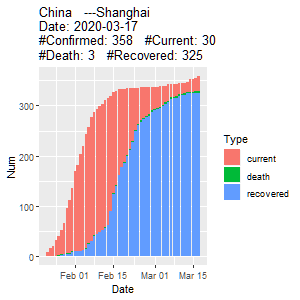 China   ---Shanghai
Date: 2020-03-17
#Confirmed: 358   #Current: 30
#Death: 3   #Recovered: 325
Num
300
200
100
0
Feb 01 Feb 15 Mar 01 Mar 15
Date
Type
current
death
recovered